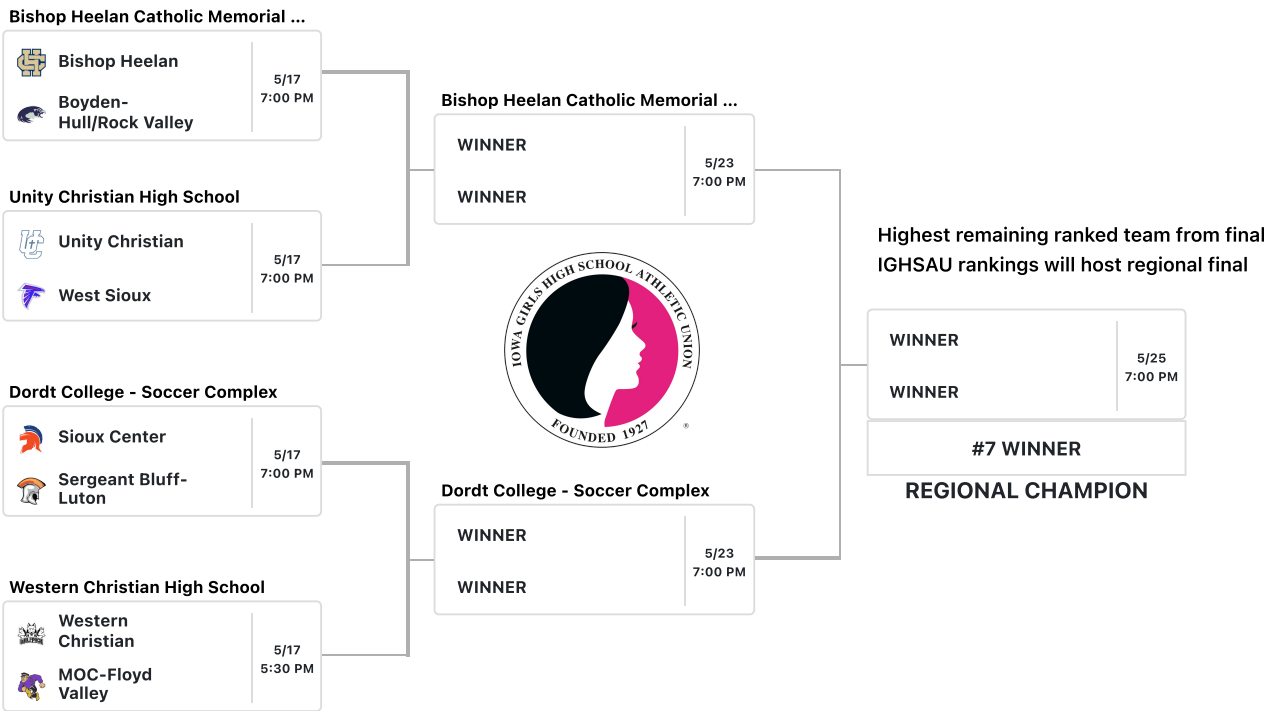 Bishop Heelan Catholic Memorial ...
Bishop Heelan
Boyden-
Hull/Rock Valley
5/17
7:00 PM
Unity Christian High School
Unity Christian
West Sioux
5/17
7:00 PM
Dordt College - Soccer Complex
Sioux Center
Sergeant Bluff-
Luton
5/17
7:00 PM
Western Christian High School
Western
Christian
MOC-Floyd
Valley
5/17
5:30 PM
Bishop Heelan Catholic Memorial ...
WINNER
WINNER
5/23
7:00 PM
IOWA GIRLS HIGH SCHOOL ATHLETIC UNION
FOUNDED 1927
®
Dordt College - Soccer Complex
WINNER
WINNER
5/23
7:00 PM
Highest remaining ranked team from final
IGHSAU rankings will host regional final
WINNER
WINNER
5/25
7:00 PM
#7 WINNER
REGIONAL CHAMPION